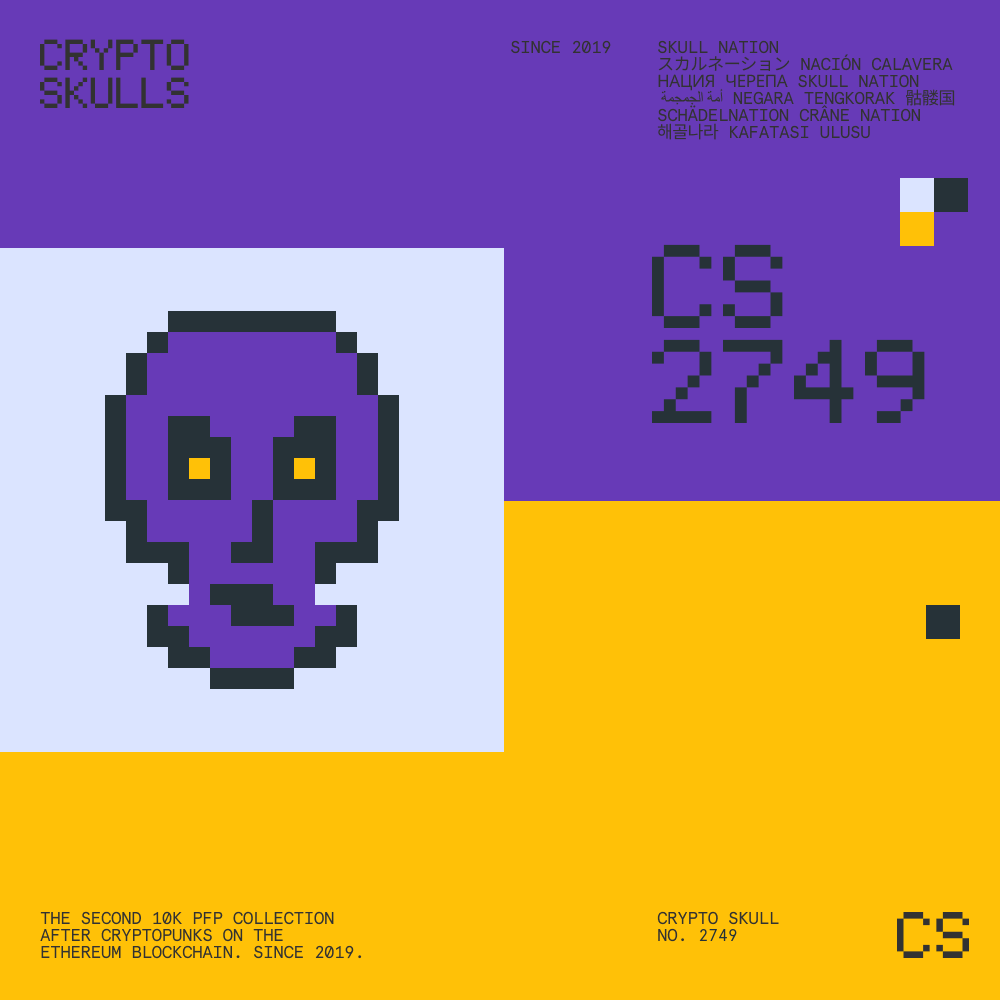 CRYPTO
SKULLS
SINCE 2019
SKULL NATION
スカルネーション NACIÓN CALAVERA
НАЦИЯ ЧЕРЕПА SKULL NATION
أمة الجمجمة NEGARA TENGKORAK 骷髅国
SCHÄDELNATION CRÂNE NATION
해골나라 KAFATASI ULUSU
CS
2749
THE SECOND 10K PFP COLLECTION
AFTER CRYPTOPUNKS ON THE
ETHEREUM BLOCKCHAIN. SINCE 2019.
CRYPTO SKULL
NO. 2749
CS